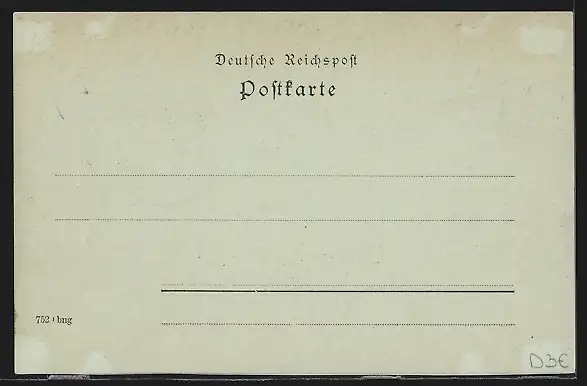 Deutsche Reichspost
Postkarte
752 bng
D3€